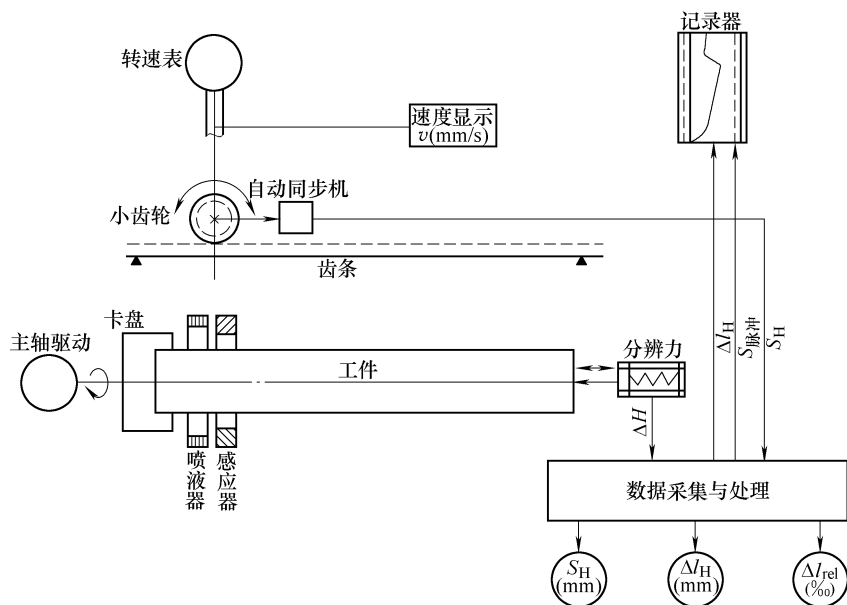 记录器
转速表
速度显示
v(mm/s)
自动同步机
小齿轮
齿条
卡盘
主轴驱动
工件
分辨力
ΔH
ΔlH
S脉冲
SH
喷液器
感应器
数据采集与处理
SH
(mm)
ΔlH
(mm)
Δlrel
(‱)